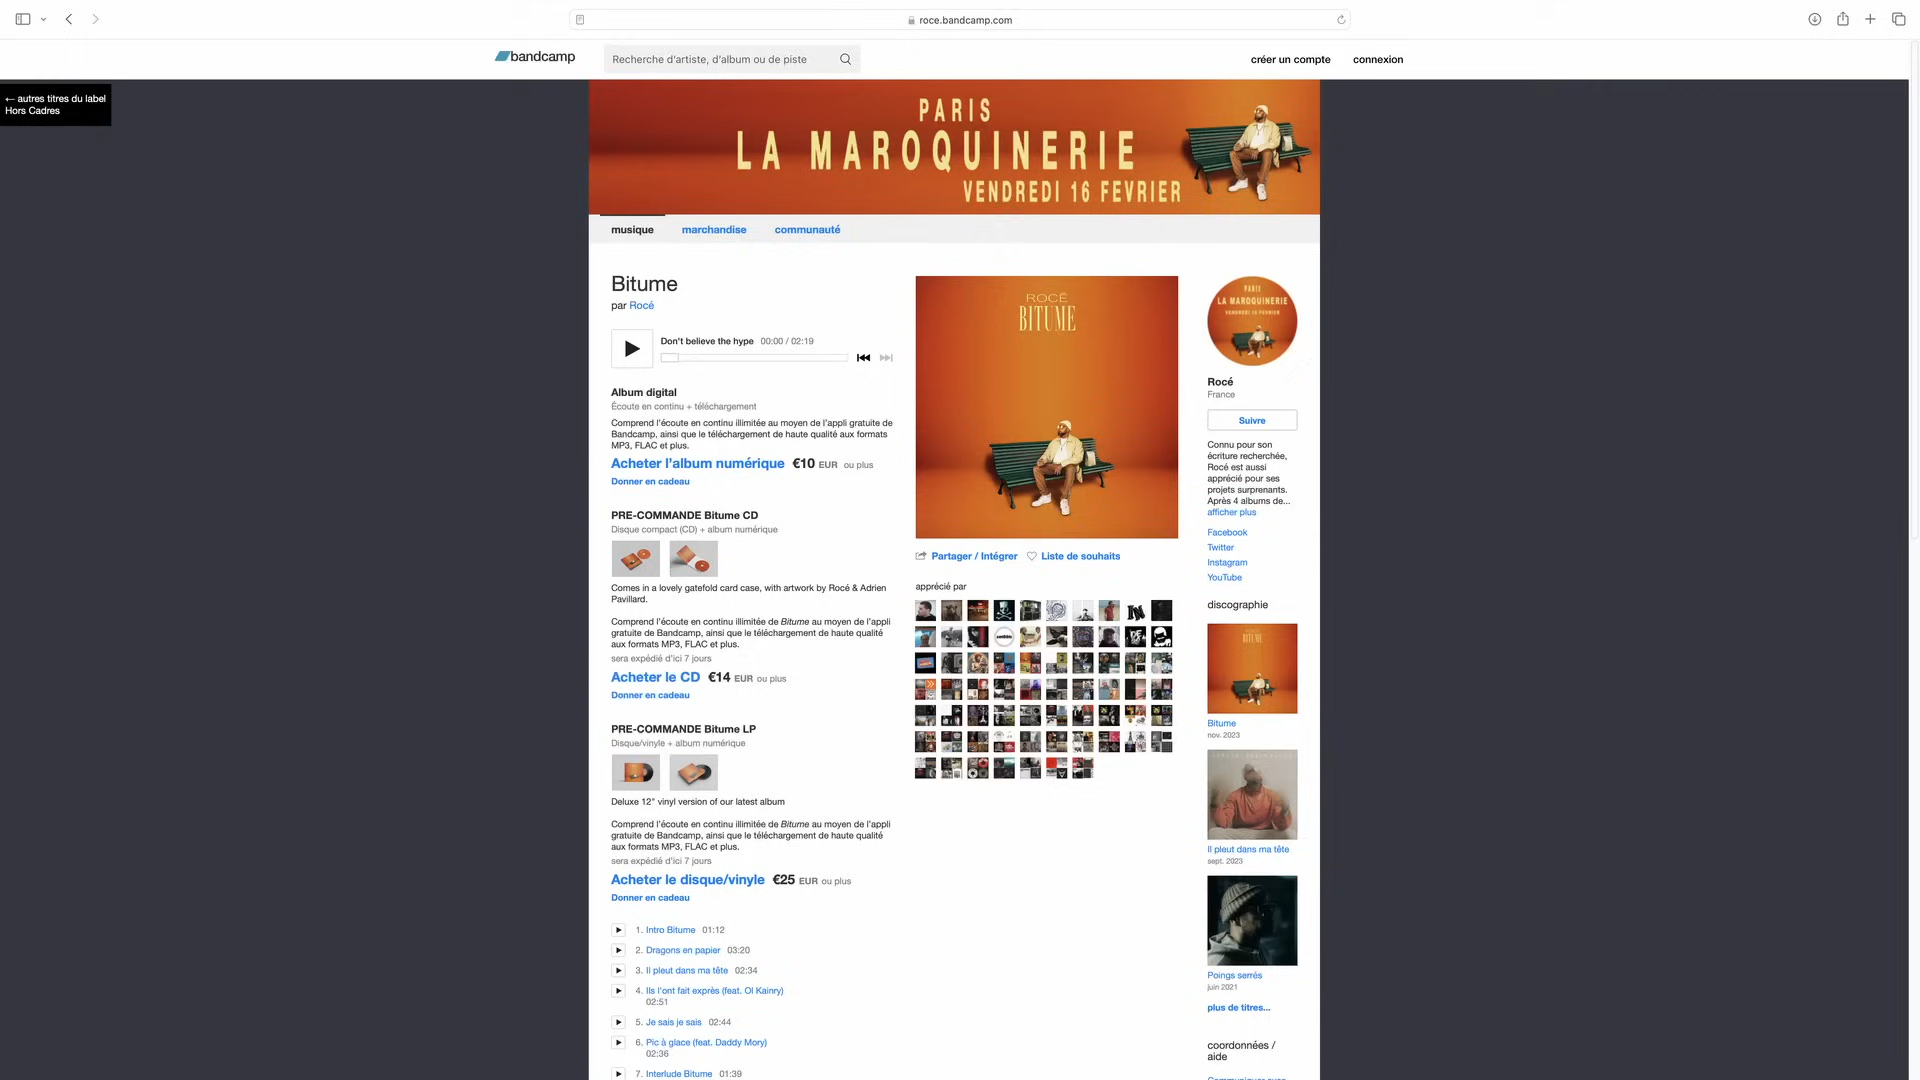 roce.bandcamp.com
bandcamp
Recherche d'artiste, d'album ou de piste
créer un compte
connexion
← autres titres du label
Hors Cadres
PARIS
LA MAROQUINERIE
VENDREDI 16 FEVRIER
musique
marchandise
communauté
Bitume
par Rocé
Don't believe the hype 00:00 / 02:19
Album digital
Écoute en continu + téléchargement
Comprend l'écoute en continu illimitée au moyen de l'appli gratuite de
Bandcamp, ainsi que le téléchargement de haute qualité aux formats
MP3, FLAC et plus.
Acheter l'album numérique €10 EUR ou plus
Donner en cadeau
PRE-COMMANDE Bitume CD
Disque compact (CD) + album numérique
Comes in a lovely gatefold card case, with artwork by Rocé & Adrien
Pavillard.
Comprend l'écoute en continu illimitée de Bitume au moyen de l'appli
gratuite de Bandcamp, ainsi que le téléchargement de haute qualité
aux formats MP3, FLAC et plus.
sera expédié d'ici 7 jours
Acheter le CD €14 EUR ou plus
Donner en cadeau
PRE-COMMANDE Bitume LP
Disque/vinyle + album numérique
Deluxe 12" vinyl version of our latest album
Comprend l'écoute en continu illimitée de Bitume au moyen de l'appli
gratuite de Bandcamp, ainsi que le téléchargement de haute qualité
aux formats MP3, FLAC et plus.
sera expédié d'ici 7 jours
Acheter le disque/vinyle €25 EUR ou plus
Donner en cadeau
1. Intro Bitume 01:12
2. Dragons en papier 03:20
3. Il pleut dans ma tête 02:34
4. Ils l'ont fait exprès (feat. Ol Kainry)
02:51
5. Je sais je sais 02:44
6. Pic à glace (feat. Daddy Mory)
02:36
7. Interlude Bitume 01:39
ROCÉ
BITUME
Partager / Intégrer
Liste de souhaits
apprécié par
PARIS
LA MAROQUINERIE
VENDREDI 16 FEVRIER
Rocé
France
Suivre
Connu pour son
écriture recherchée,
Rocé est aussi
apprécié pour ses
projets surprenants.
Après 4 albums de...
afficher plus
Facebook
Twitter
Instagram
YouTube
discographie
BITUME
Bitume
nov. 2023
Il pleut dans ma tête
sept. 2023
Poings serrés
juin 2021
plus de titres...
coordonnées /
aide